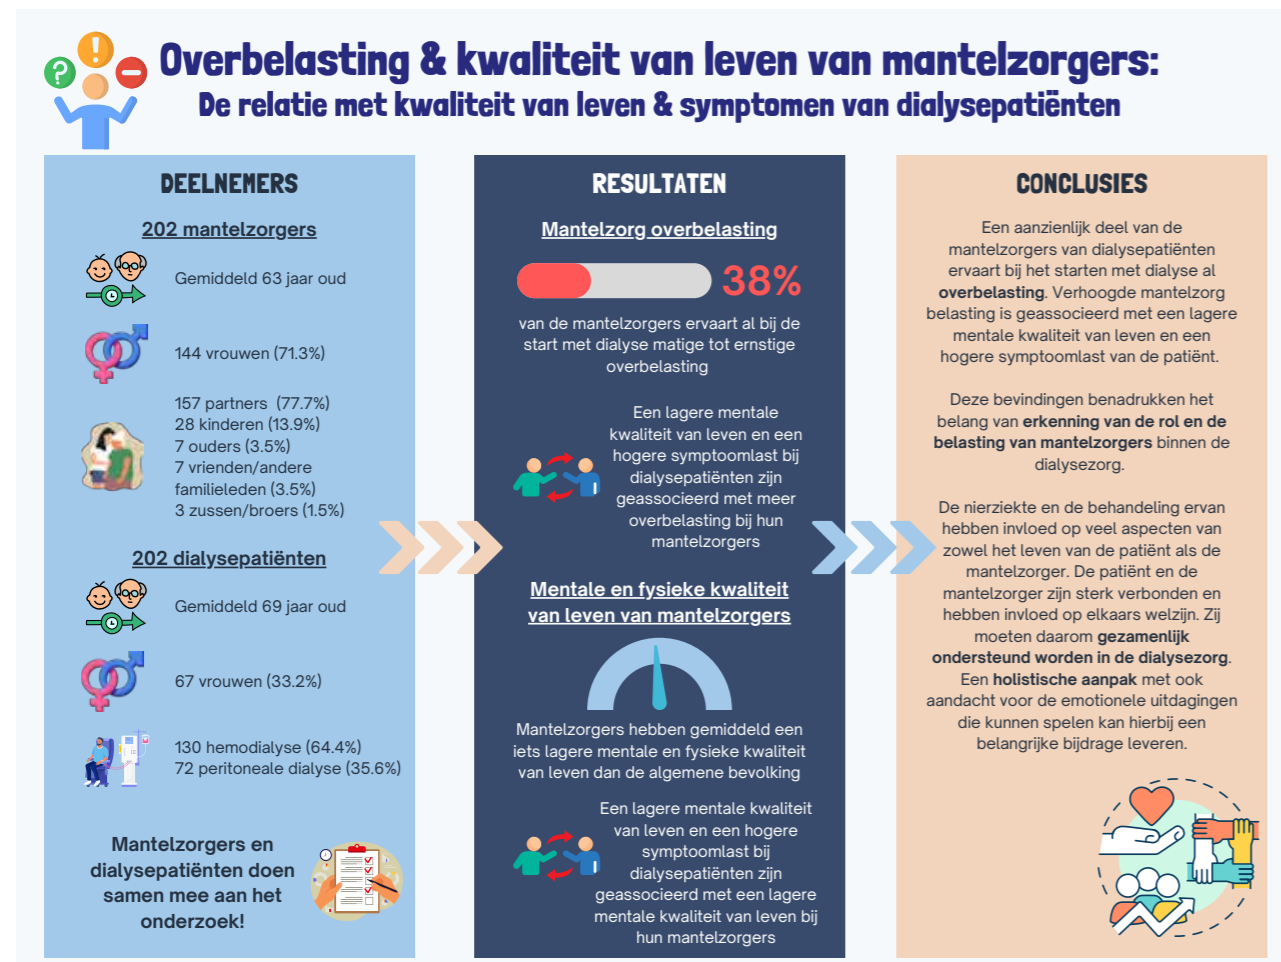 Overbelasting & kwaliteit van leven van mantelzorgers:
De relatie met kwaliteit van leven & symptomen van dialysepatiënten
DEELNEMERS
202 mantelzorgers
Gemiddeld 63 jaar oud
144 vrouwen (71.3%)
157 partners (77.7%)
28 kinderen (13.9%)
7 ouders (3.5%)
7 vrienden/andere
familieleden (3.5%)
3 zussen/broers (1.5%)
202 dialysepatiënten
Gemiddeld 69 jaar oud
67 vrouwen (33.2%)
130 hemodialyse (64.4%)
72 peritoneale dialyse (35.6%)
Mantelzorgers en
dialysepatiënten doen
samen mee aan het
onderzoek!
RESULTATEN
Mantelzorg overbelasting
38%
van de mantelzorgers ervaart al bij de
start met dialyse matige tot ernstige
overbelasting
Een lagere mentale
kwaliteit van leven en een
hogere symptoomlast bij
dialysepatiënten zijn
geassocieerd met meer
overbelasting bij hun
mantelzorgers
Mentale en fysieke kwaliteit
van leven van mantelzorgers
Mantelzorgers hebben gemiddeld een
iets lagere mentale en fysieke kwaliteit
van leven dan de algemene bevolking
Een lagere mentale kwaliteit
van leven en een hogere
symptoomlast bij
dialysepatiënten zijn
geassocieerd met een lagere
mentale kwaliteit van leven bij
hun mantelzorgers
CONCLUSIES
Een aanzienlijk deel van de
mantelzorgers van dialysepatiënten
ervaart bij het starten met dialyse al
overbelasting. Verhoogde mantelzorg
belasting is geassocieerd met een lagere
mentale kwaliteit van leven en een
hogere symptoomlast van de patiënt.
Deze bevindingen benadrukken het
belang van erkenning van de rol en de
belasting van mantelzorgers binnen de
dialysezorg.
De nierziekte en de behandeling ervan
hebben invloed op veel aspecten van
zowel het leven van de patiënt als de
mantelzorger. De patiënt en de
mantelzorger zijn sterk verbonden en
hebben invloed op elkaars welzijn. Zij
moeten daarom gezamenlijk
ondersteund worden in de dialysezorg.
Een holistische aanpak met ook
aandacht voor de emotionele uitdagingen
die kunnen spelen kan hierbij een
belangrijke bijdrage leveren.